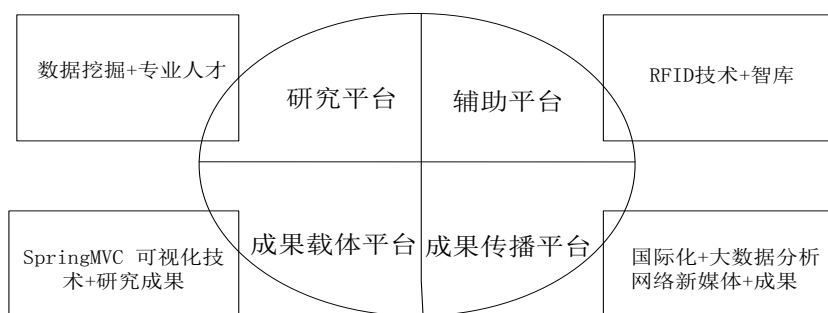 数据挖掘+专业人才
研究平台
辅助平台
RFID技术+智库
SpringMVC 可视化技
术+研究成果
成果载体平台
成果传播平台
国际化+大数据分析
网络新媒体+成果